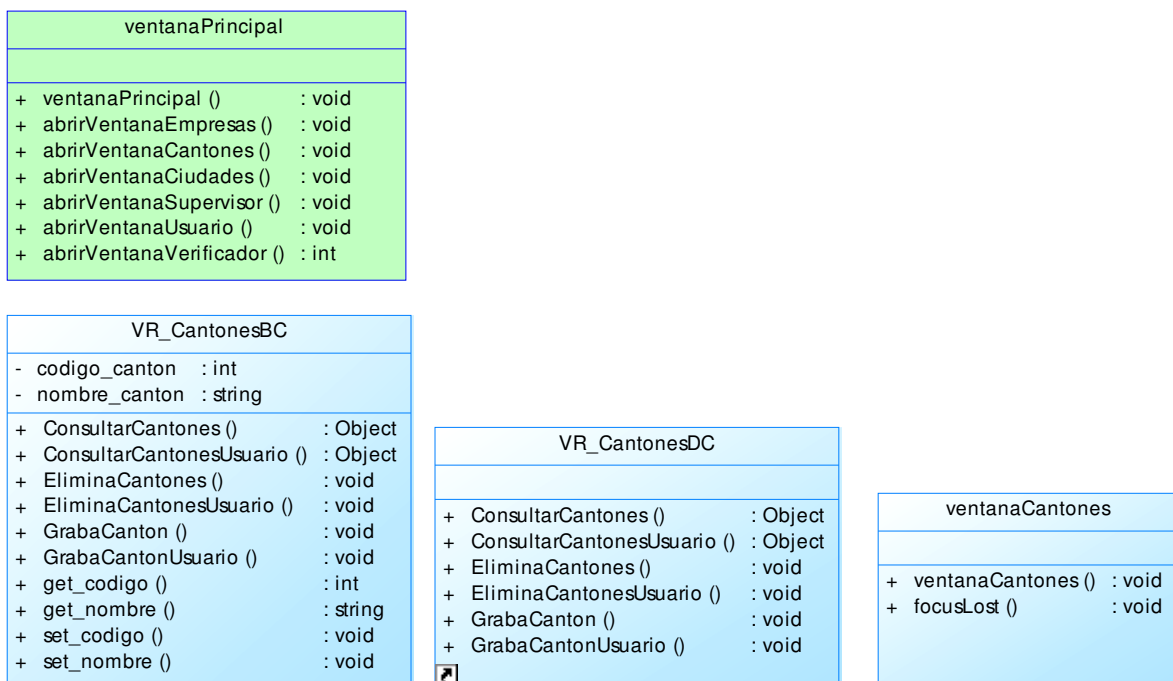 ventanaPrincipal
+ ventanaPrincipal () : void
+ abrirVentanaEmpresas () : void
+ abrirVentanaCantones () : void
+ abrirVentanaCiudades () : void
+ abrirVentanaSupervisor () : void
+ abrirVentanaUsuario () : void
+ abrirVentanaVerificador () : int
VR_CantonesBC
- codigo_canton : int
- nombre_canton : string
+ ConsultarCantones () : Object
+ ConsultarCantonesUsuario () : Object
+ EliminaCantones () : void
+ EliminaCantonesUsuario () : void
+ GrabaCanton () : void
+ GrabaCantonUsuario () : void
+ get_codigo () : int
+ get_nombre () : string
+ set_codigo () : void
+ set_nombre () : void
VR_CantonesDC
+ ConsultarCantones () : Object
+ ConsultarCantonesUsuario () : Object
+ EliminaCantones () : void
+ EliminaCantonesUsuario () : void
+ GrabaCanton () : void
+ GrabaCantonUsuario () : void
ventanaCantones
+ ventanaCantones () : void
+ focusLost () : void